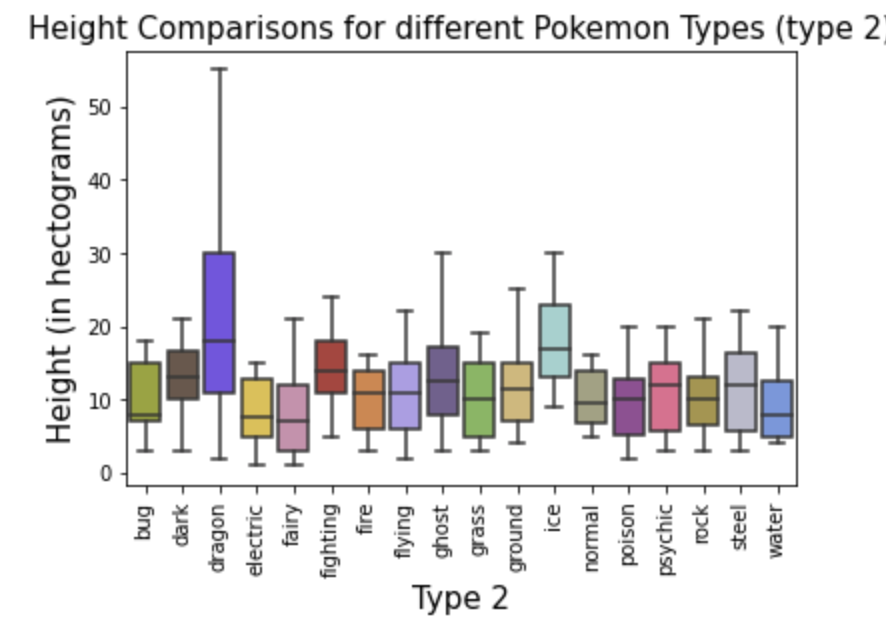 Height Comparisons for different Pokemon Types (type 2)
Height (in hectograms)
50
40
30
20
10
0
bug
dark
dragon
electric
fairy
fighting
fire
flying
ghost
grass
ground
ice
normal
poison
psychic
rock
steel
water
Type 2